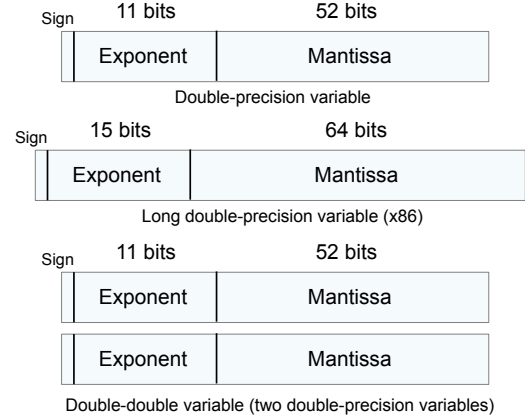 Sign 11 bits 52 bits
Exponent Mantissa
Double-precision variable
Sign 15 bits 64 bits
Exponent Mantissa
Long double-precision variable (x86)
Sign 11 bits 52 bits
Exponent Mantissa
Exponent Mantissa
Double-double variable (two double-precision variables)